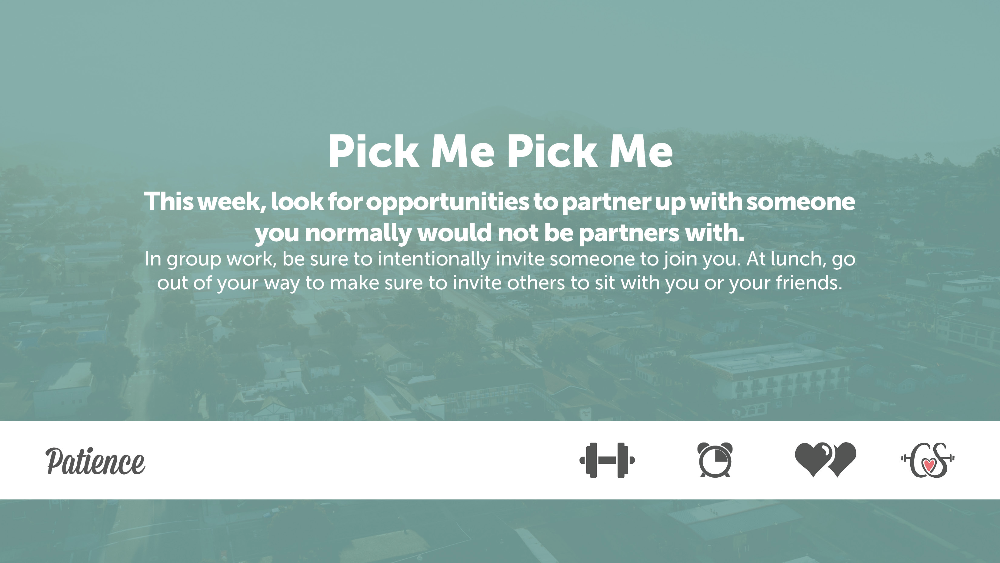 Pick Me Pick Me
This week, look for opportunities to partner up with someone
you normally would not be partners with.
In group work, be sure to intentionally invite someone to join you. At lunch, go
out of your way to make sure to invite others to sit with you or your friends.
Patience
CS